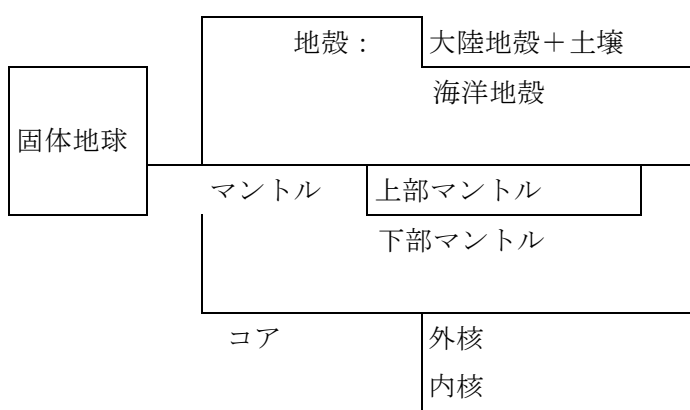 地殻： 大陸地殻＋土壌
海洋地殻
固体地球
マントル 上部マントル
下部マントル
コア 外核
内核